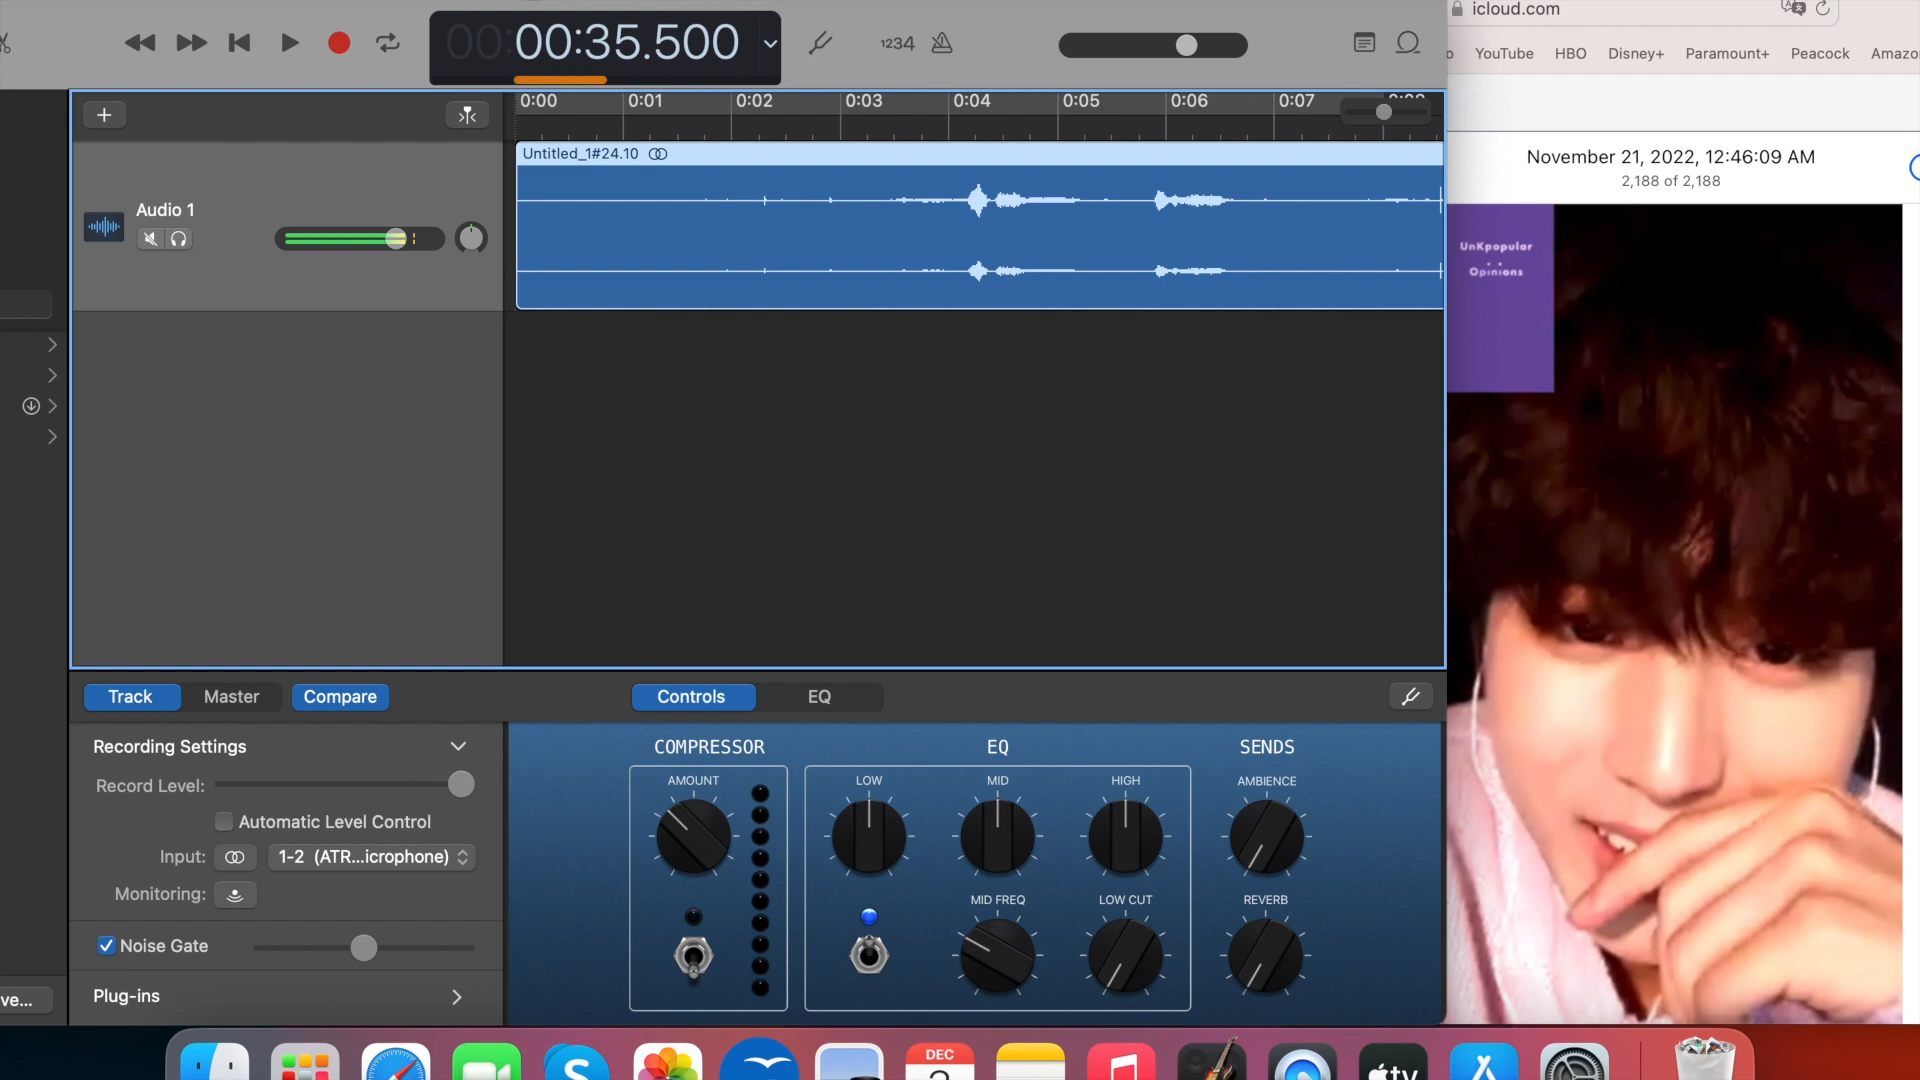 00:00:35.500
1234
icloud.com
YouTube HBO Disney+ Paramount+ Peacock Amazo
0:00 0:01 0:02 0:03 0:04 0:05 0:06 0:07
Untitled_1#24.10
November 21, 2022, 12:46:09 AM
2,188 of 2,188
Audio 1
UnKpopular
Opinions
Track Master Compare Controls EQ
Recording Settings
Record Level:
Automatic Level Control
Input: 1-2 (ATR...icrophone)
Monitoring:
Noise Gate
Plug-ins
ve...
COMPRESSOR EQ SENDS
AMOUNT LOW MID HIGH AMBIENCE
MID FREQ LOW CUT REVERB
DEC
tv